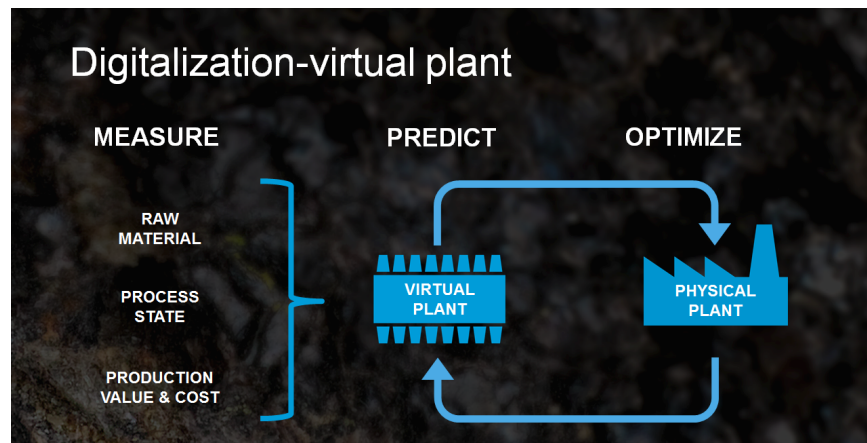 Digitalization-virtual plant
MEASURE
PREDICT
OPTIMIZE
RAW
MATERIAL
PROCESS
STATE
PRODUCTION
VALUE & COST
VIRTUAL
PLANT
PHYSICAL
PLANT